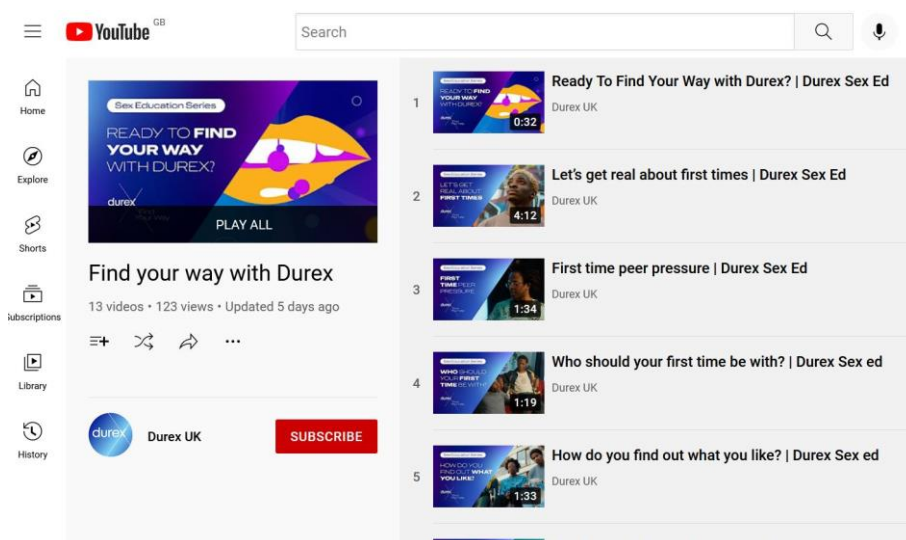 YouTube GB
Search
Home
Explore
Shorts
Subscriptions
Library
History
Sex Education Series
READY TO FIND
YOUR WAY
WITH DUREX?
durex
PLAY ALL
Find your way with Durex
13 videos • 123 views • Updated 5 days ago
durex
Durex UK
SUBSCRIBE
1
READY TO FIND
YOUR WAY
WITH DUREX?
0:32
Ready To Find Your Way with Durex? | Durex Sex Ed
Durex UK
2
LET'S GET
REAL ABOUT
FIRST TIMES
4:12
Let's get real about first times | Durex Sex Ed
Durex UK
3
FIRST
TIME PEER
PRESSURE
1:34
First time peer pressure | Durex Sex Ed
Durex UK
4
WHO SHOULD
YOUR FIRST
TIME BE WITH?
1:19
Who should your first time be with? | Durex Sex ed
Durex UK
5
HOW DO YOU
FIND OUT WHAT
YOU LIKE?
1:33
How do you find out what you like? | Durex Sex ed
Durex UK